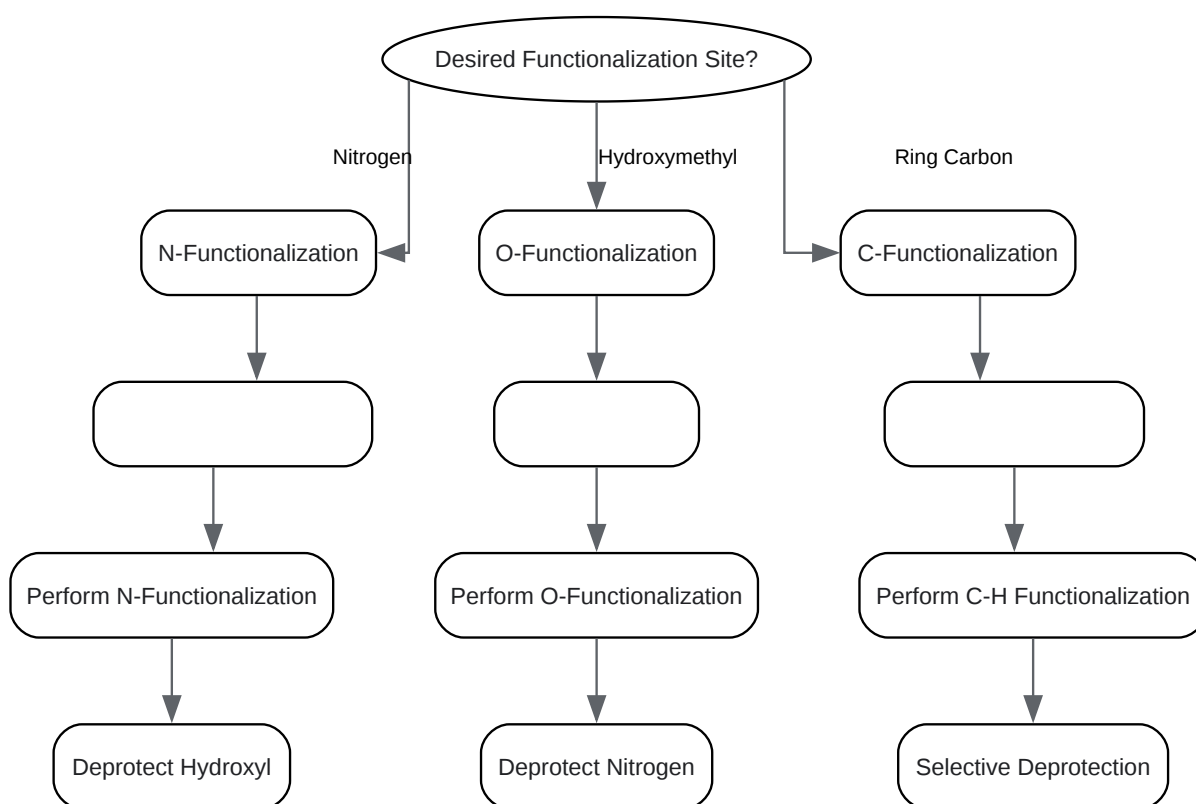 Desired Functionalization Site?
Nitrogen
Hydroxymethyl
Ring Carbon
N-Functionalization
O-Functionalization
C-Functionalization
Perform N-Functionalization
Perform O-Functionalization
Perform C-H Functionalization
Deprotect Hydroxyl
Deprotect Nitrogen
Selective Deprotection